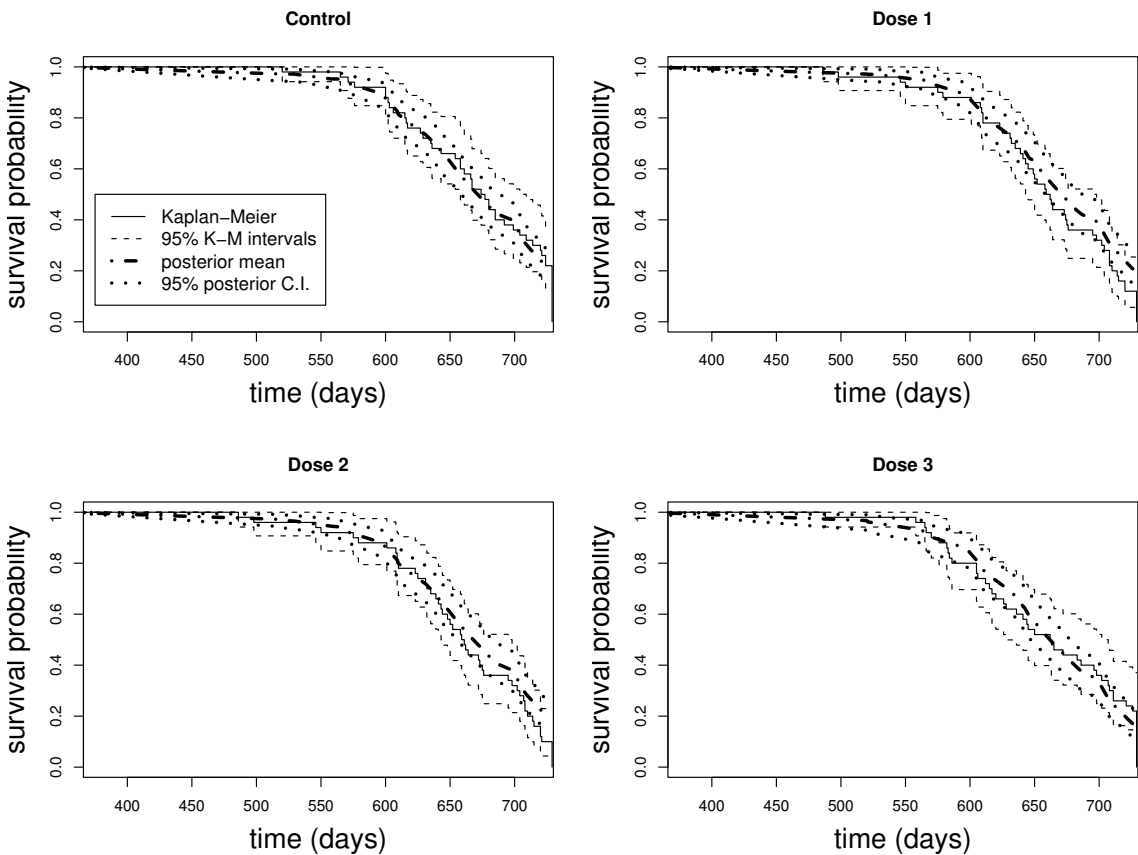 Control
survival probability
0.0 0.2 0.4 0.6 0.8 1.0
Kaplan−Meier
95% K−M intervals
posterior mean
95% posterior C.I.
400 450 500 550 600 650 700
time (days)
Dose 1
survival probability
0.0 0.2 0.4 0.6 0.8 1.0
400 450 500 550 600 650 700
time (days)
Dose 2
survival probability
0.0 0.2 0.4 0.6 0.8 1.0
400 450 500 550 600 650 700
time (days)
Dose 3
survival probability
0.0 0.2 0.4 0.6 0.8 1.0
400 450 500 550 600 650 700
time (days)